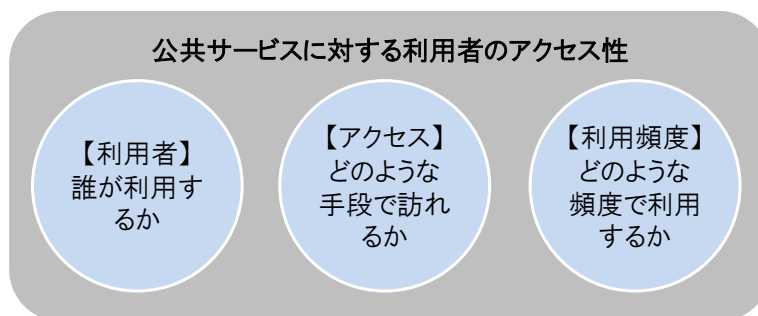 公共サービスに対する利用者のアクセス性
【利用者】
誰が利用す
るか
【アクセス】
どのような
手段で訪れ
るか
【利用頻度】
どのような
頻度で利用
するか